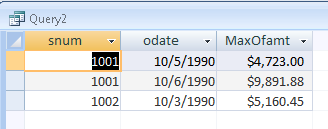 Query2
snum odate MaxOfamt
1001 10/5/1990 $4,723.00
1001 10/6/1990 $9,891.88
1002 10/3/1990 $5,160.45